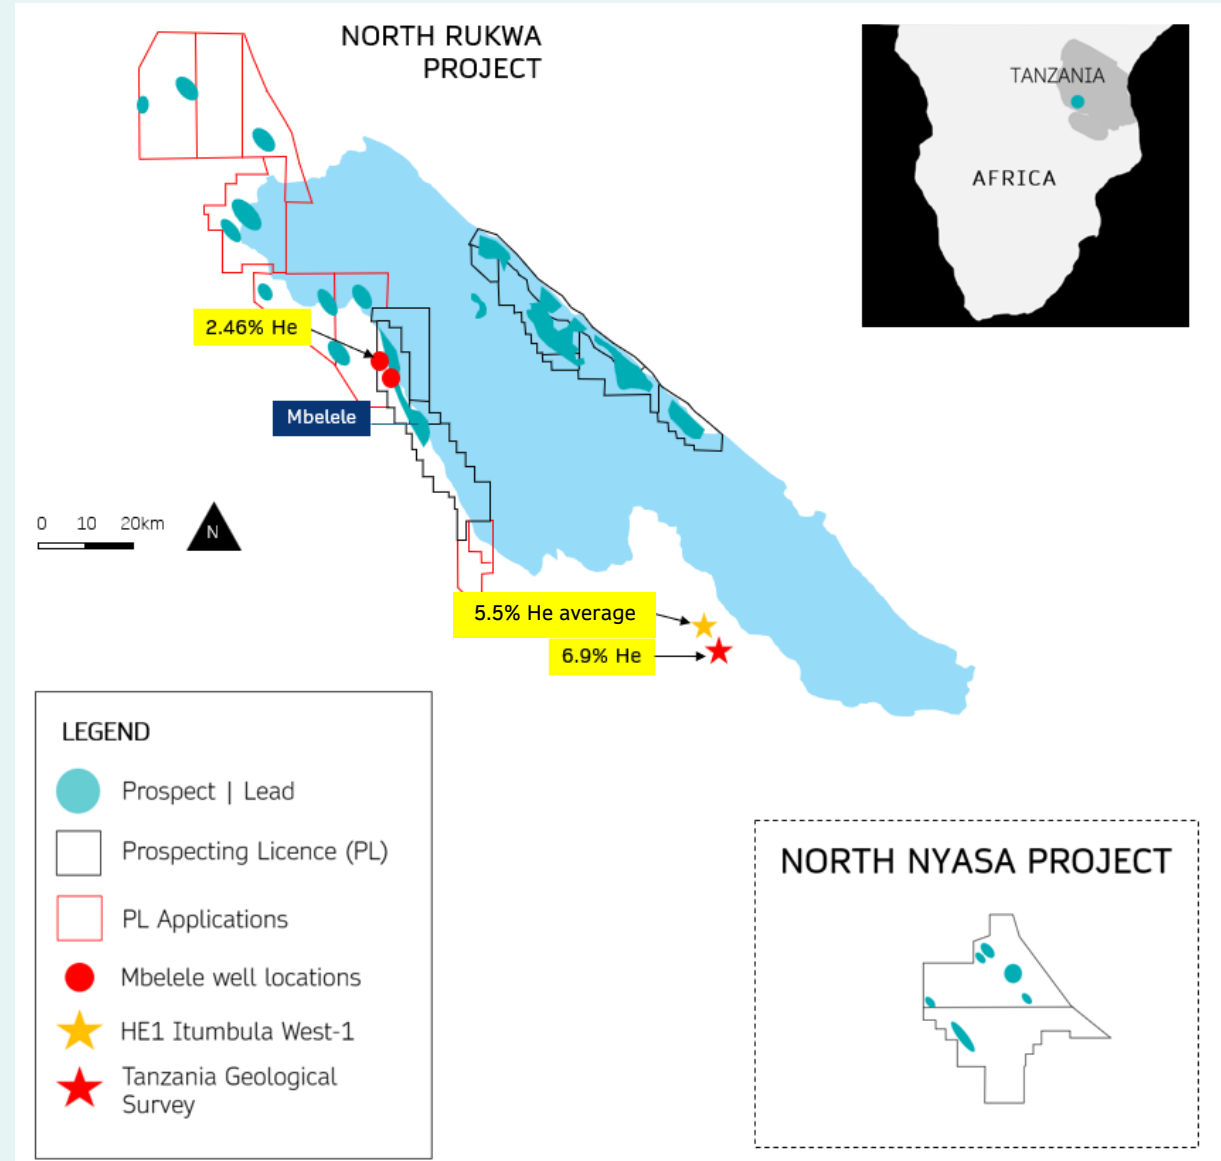 NORTH RUKWA
PROJECT
TANZANIA
AFRICA
2.46% He
Mbelele
0 10 20km
N
5.5% He average
6.9% He
LEGEND
Prospect | Lead
Prospecting Licence (PL)
PL Applications
Mbelele well locations
HE1 Itumbula West-1
Tanzania Geological
Survey
NORTH NYASA PROJECT